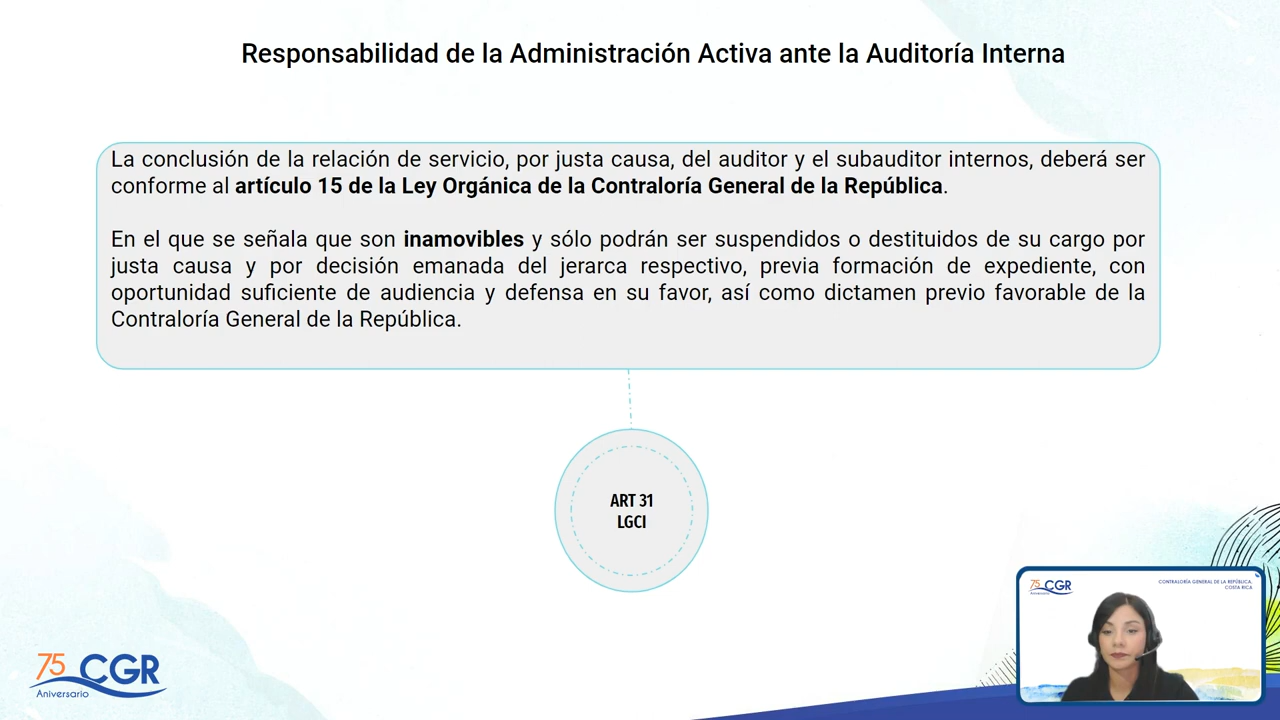 Responsabilidad de la Administración Activa ante la Auditoría Interna
La conclusión de la relación de servicio, por justa causa, del auditor y el subauditor internos, deberá ser
conforme al artículo 15 de la Ley Orgánica de la Contraloría General de la República.
En el que se señala que son inamovibles y sólo podrán ser suspendidos o destituidos de su cargo por
justa causa y por decisión emanada del jerarca respectivo, previa formación de expediente, con
oportunidad suficiente de audiencia y defensa en su favor, así como dictamen previo favorable de la
Contraloría General de la República.
ART 31
LGCI
75 CGR
Aniversario
75 CGR
Aniversario
CONTRALORÍA GENERAL DE LA REPÚBLICA,
COSTA RICA